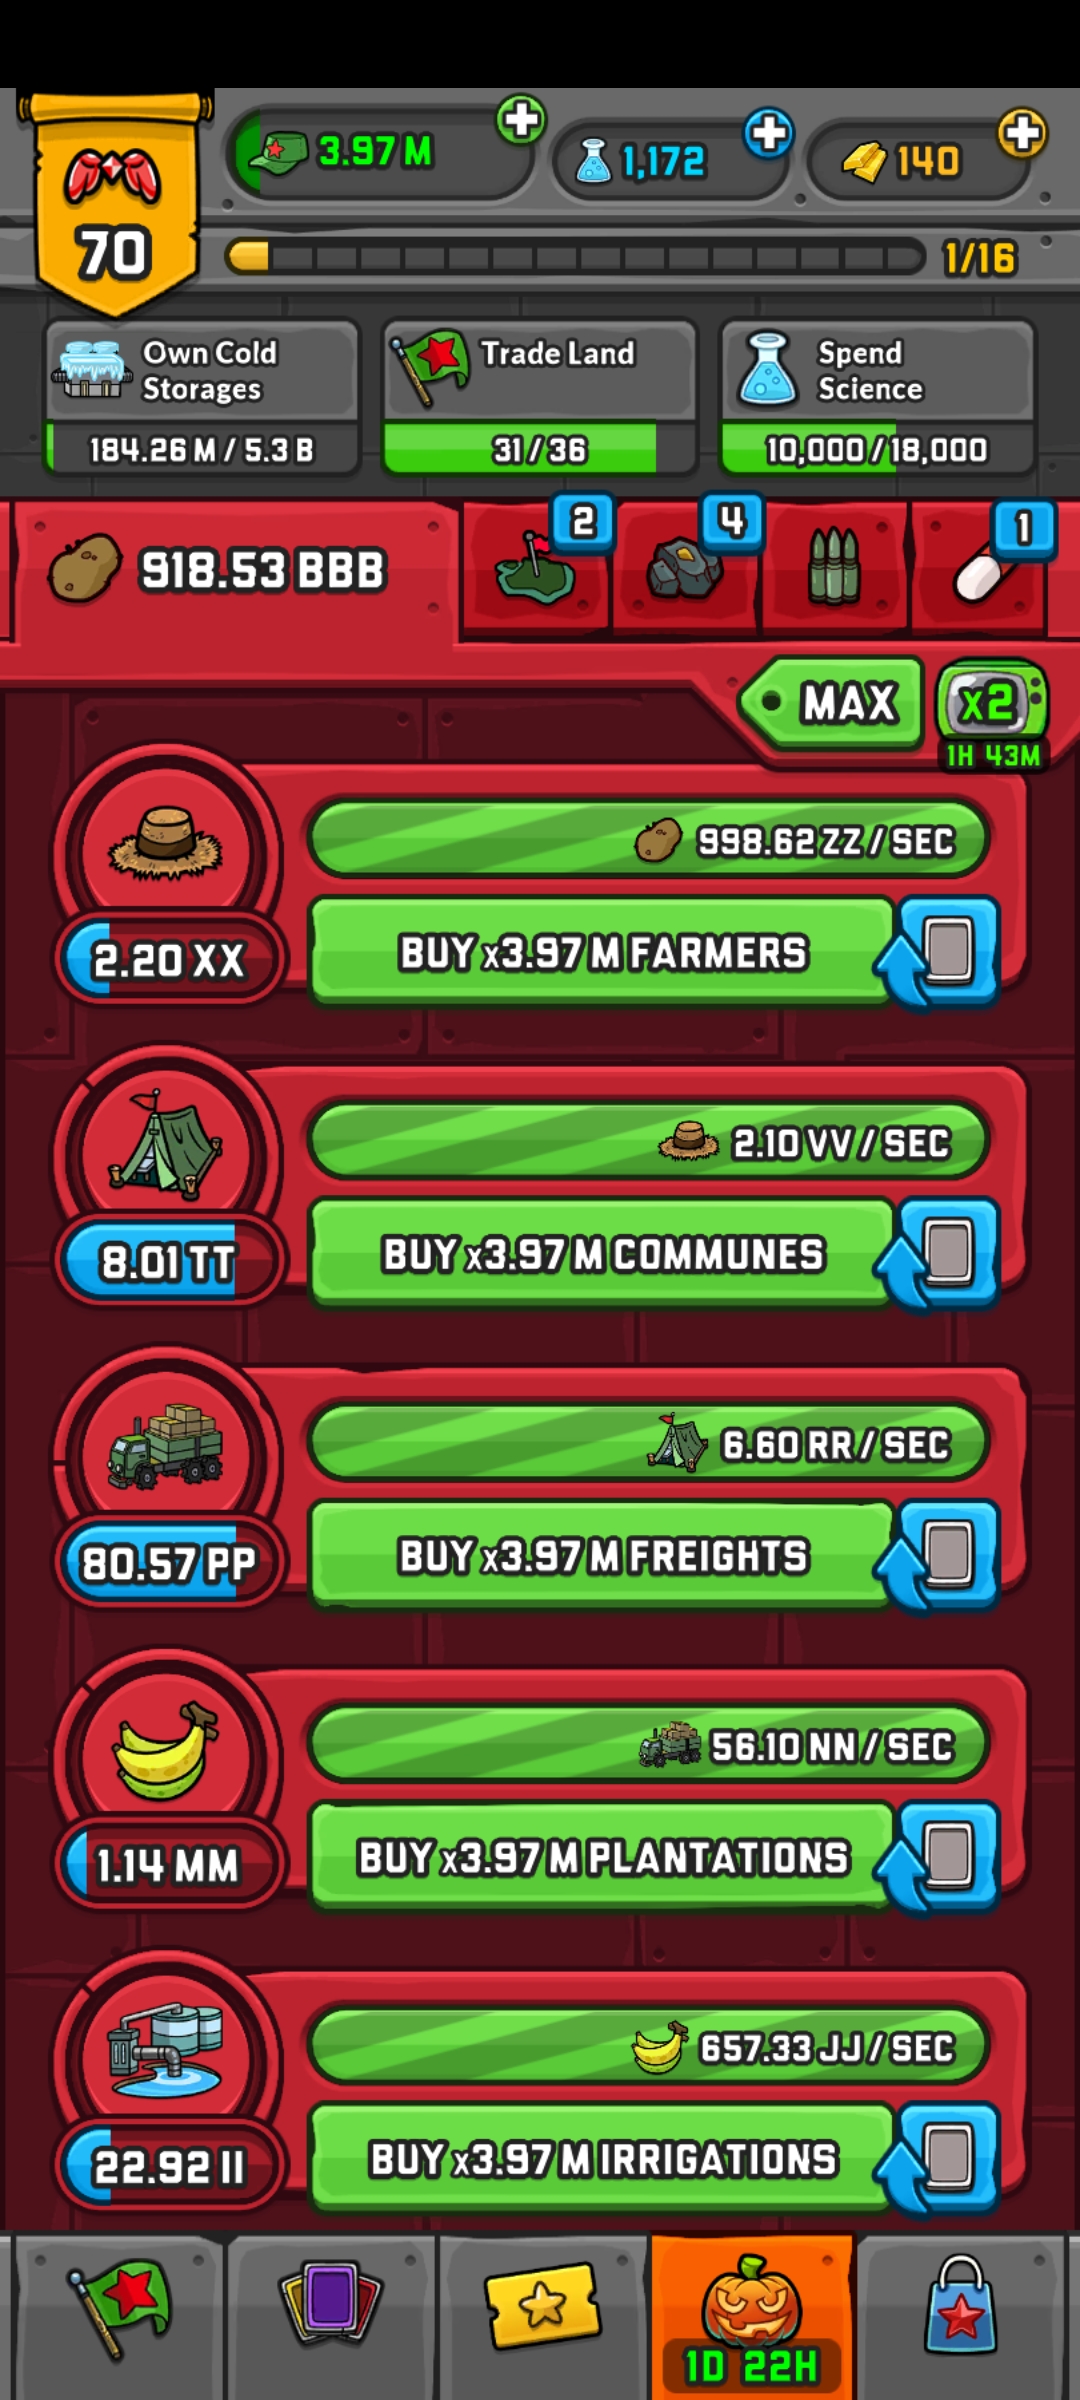 3.97 M
1,172
140
70
1/16
Own Cold
Storages
184.26 M / 5.3 B
Trade Land
31 / 36
Spend
Science
10,000 / 18,000
918.53 BBB
2
4
1
MAX
x2
1H 43M
998.62 ZZ / SEC
2.20 XX
BUY x3.97 M FARMERS
2.10 VV / SEC
8.01 TT
BUY x3.97 M COMMUNES
6.60 RR / SEC
80.57 PP
BUY x3.97 M FREIGHTS
56.10 NN / SEC
1.14 MM
BUY x3.97 M PLANTATIONS
657.33 JJ / SEC
22.92 II
BUY x3.97 M IRRIGATIONS
1D 22H